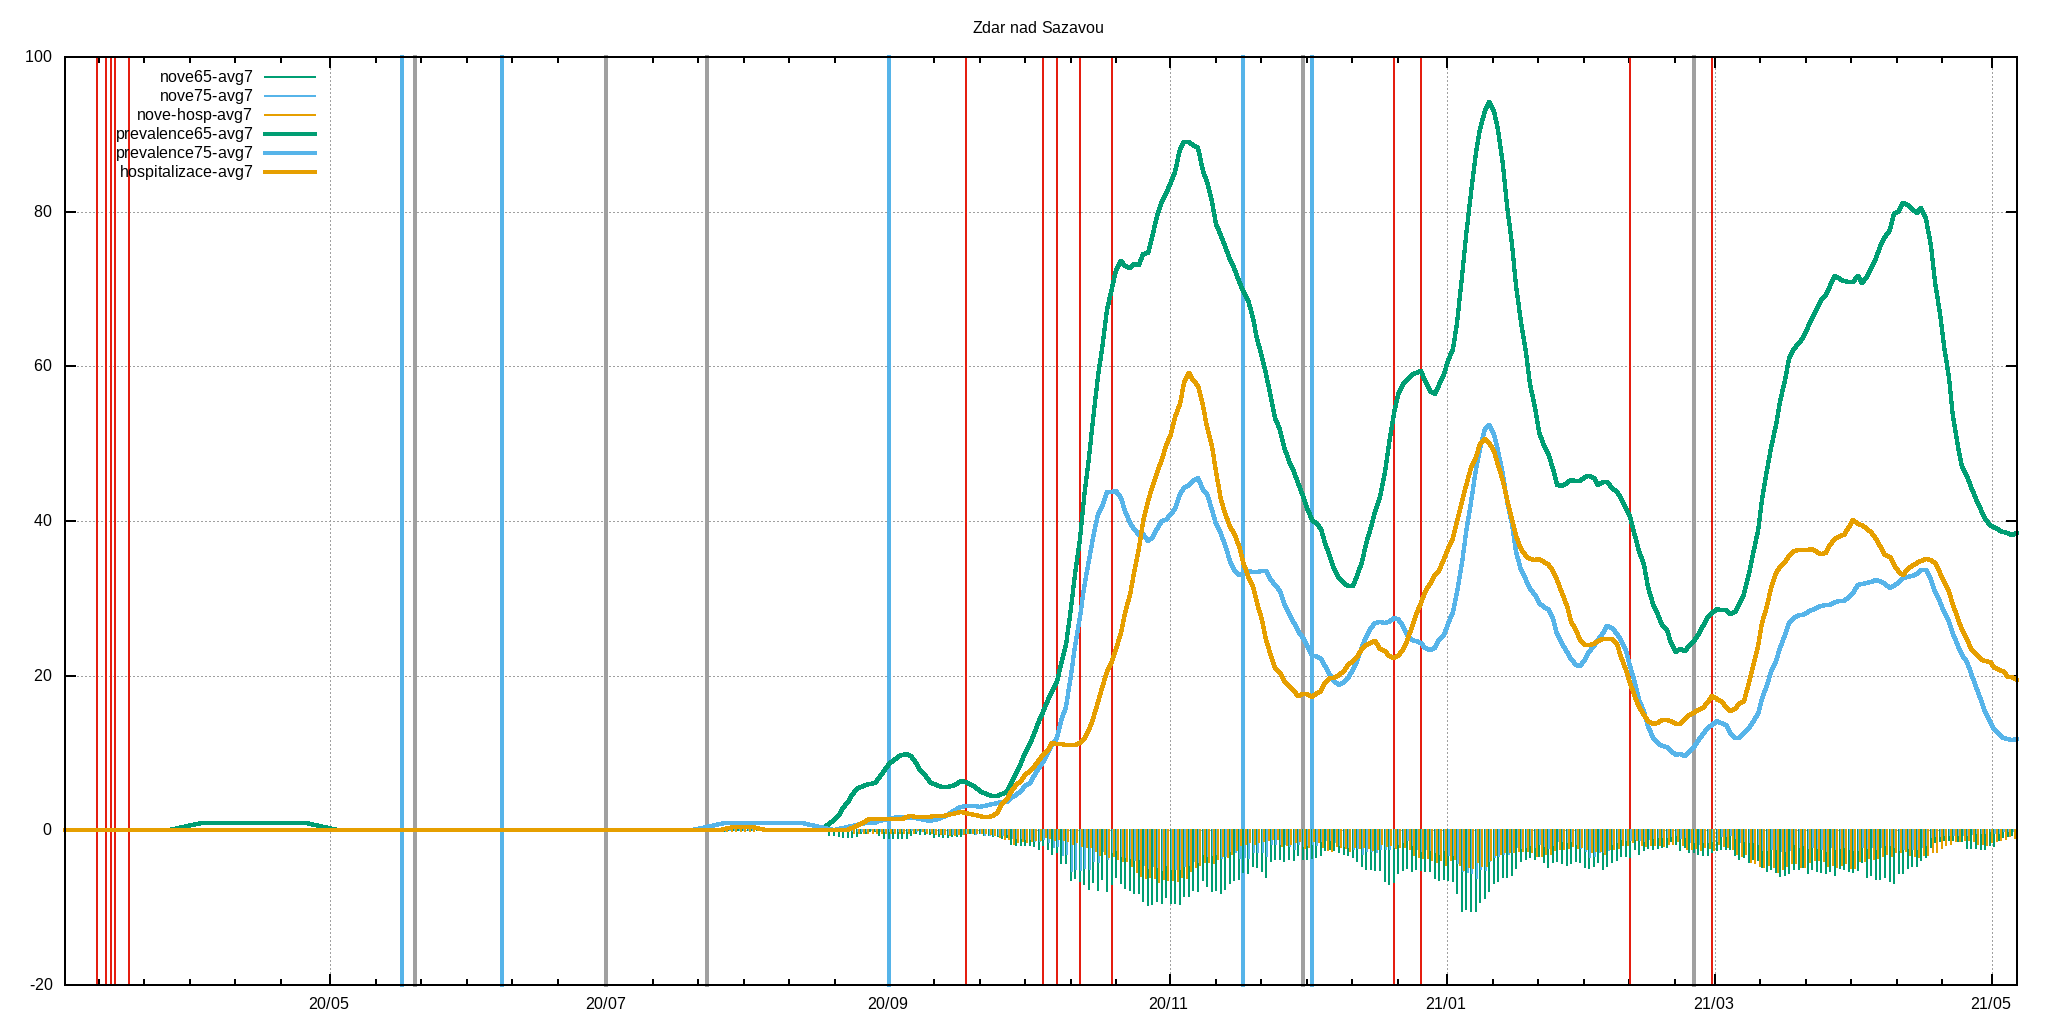 Zdar nad Sazavou
100
80
60
40
20
0
-20
nove65-avg7
nove75-avg7
nove-hosp-avg7
prevalence65-avg7
prevalence75-avg7
hospitalizace-avg7
20/05 20/07 20/09 20/11 21/01 21/03 21/05